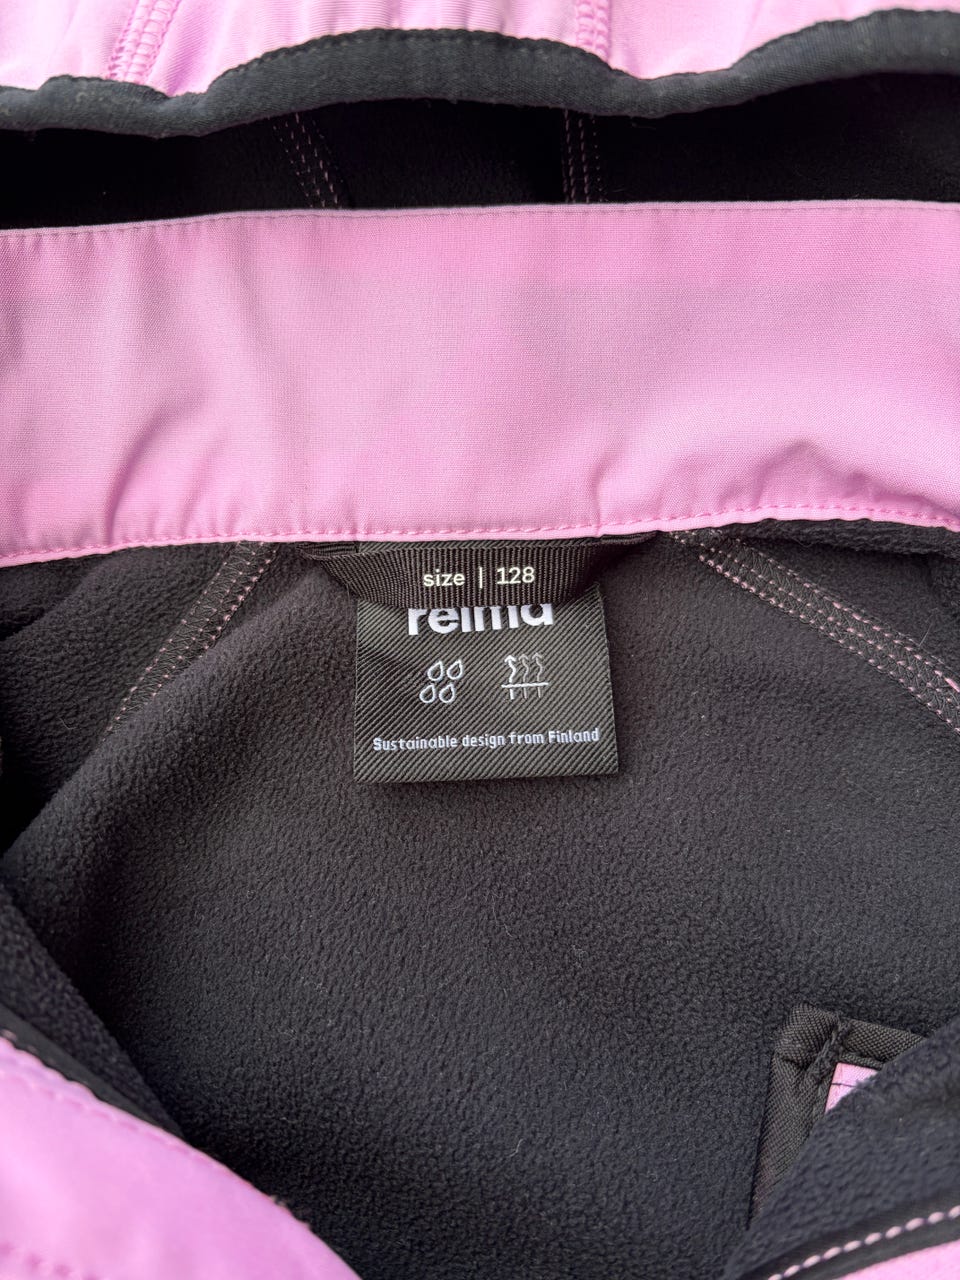 size | 128
reima
Sustainable design from Finland